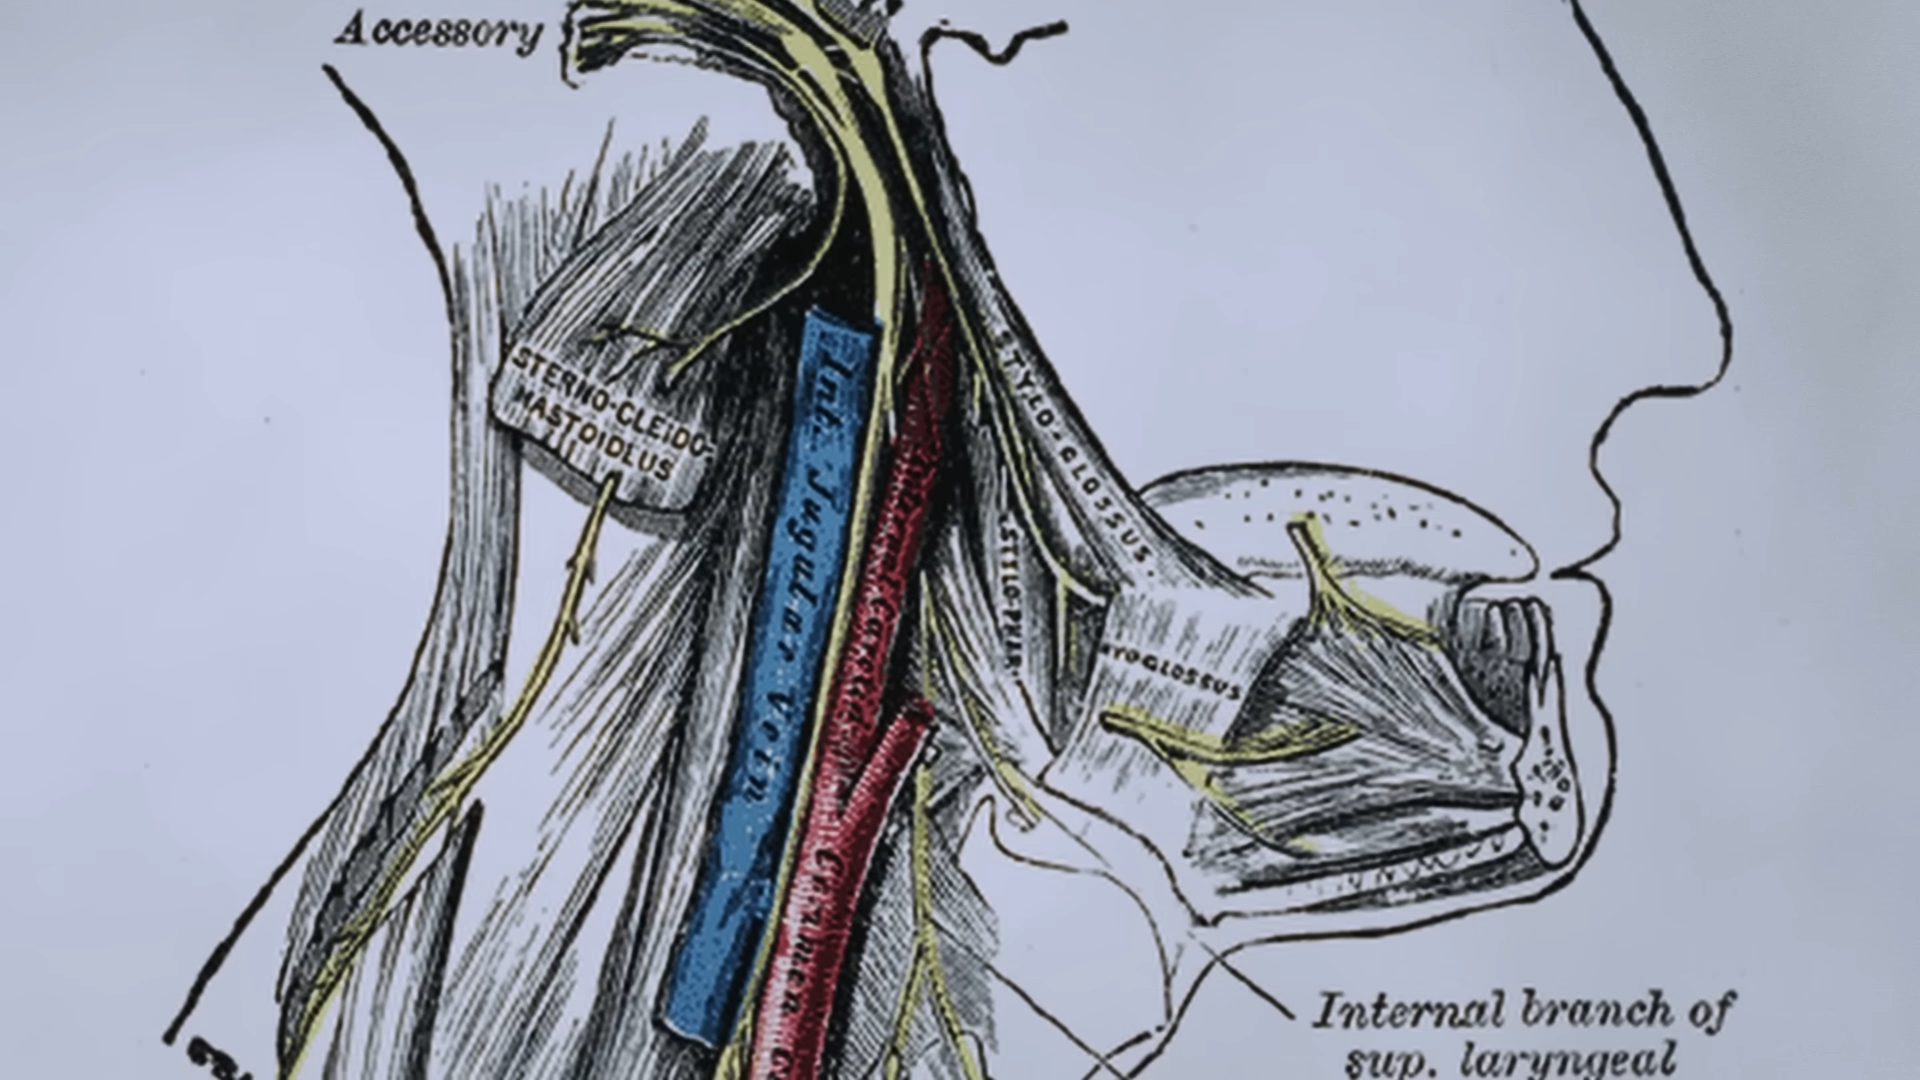 Accessory
STERNO-CLEIDO-
MASTOIDEUS
Int. Jugular Vein
STYLO-GLOSSUS.
STYLO-PHAR.
HYOGLOSSUS
Internal branch of
sup. laryngeal